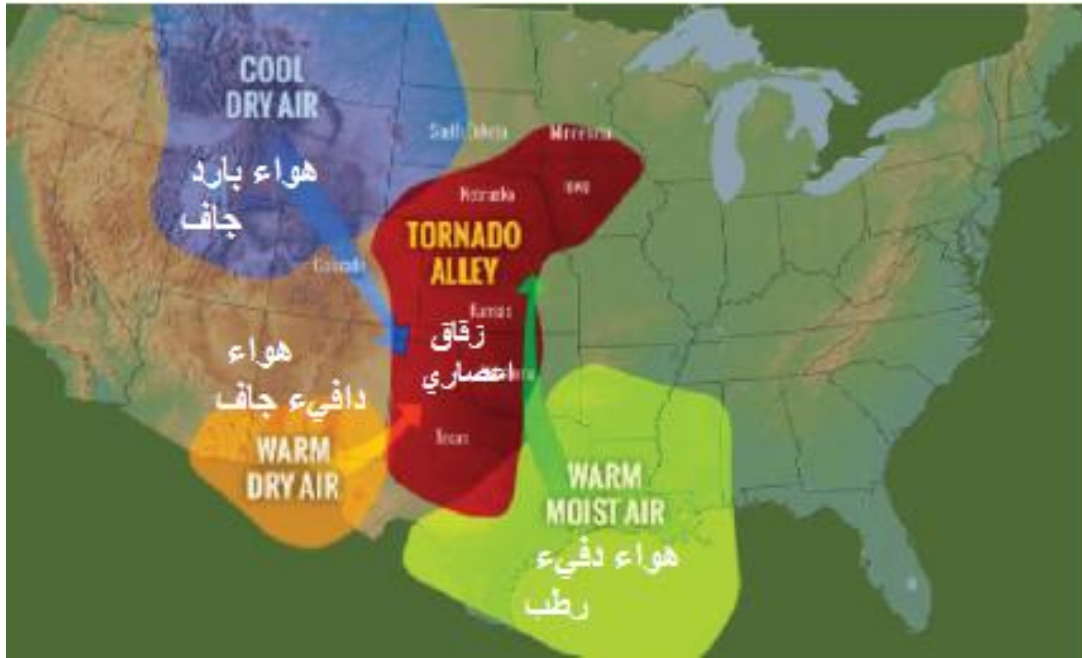 COOL
DRY AIR
هواء بارد
جاف
South Dakota
Minnesota
Nebraska
Iowa
TORNADO
ALLEY
Colorado
Kansas
زقاق
اعصاري
هواء
دافيء جاف
WARM
DRY AIR
Texas
WARM
MOIST AIR
هواء دفيء
رطب